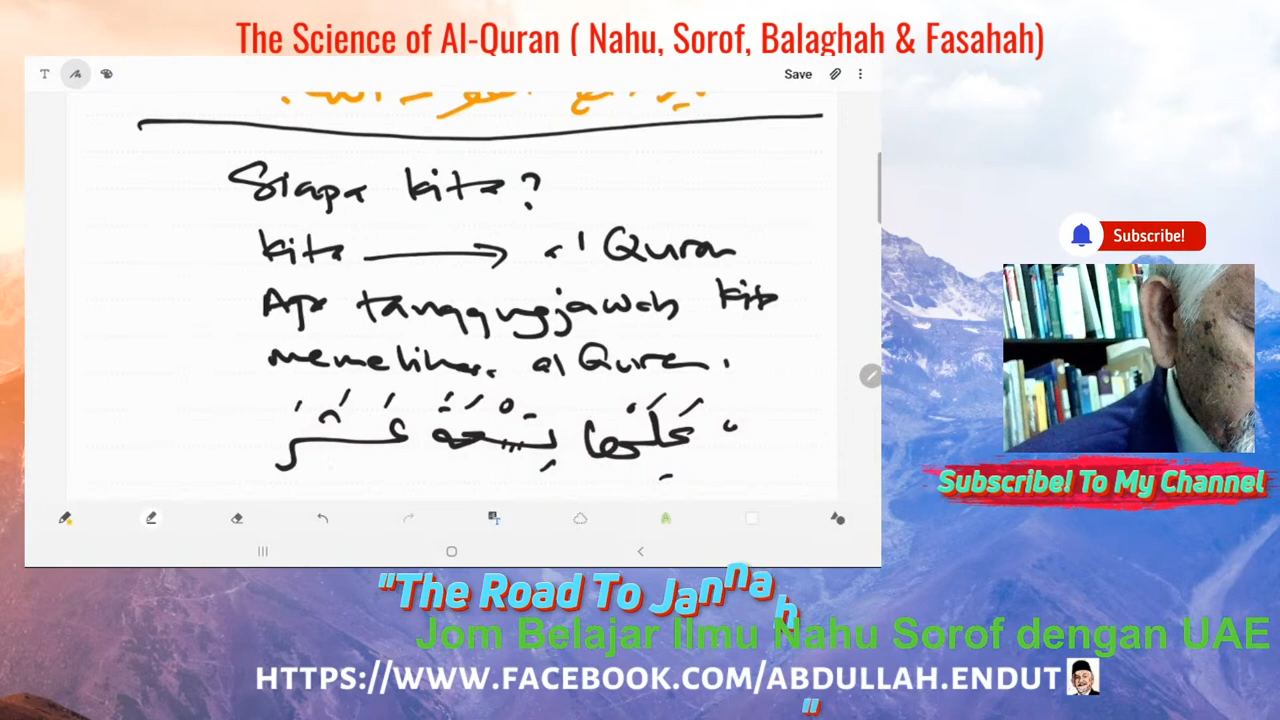 The Science of Al-Quran ( Nahu, Sorof, Balaghah & Fasahah)
T
Save
Siapa kita?
kita → al Quran
Apa tanggungjawab kita
memelihara al Quran.
عَلَيْهَا تِسْعَةَ عَشَرَ
Subscribe!
Subscribe! To My Channel
"The Road To Jannah
Jom Belajar Ilmu Nahu Sorof dengan UAE
HTTPS://WWW.FACEBOOK.COM/ABDULLAH.ENDUT
"